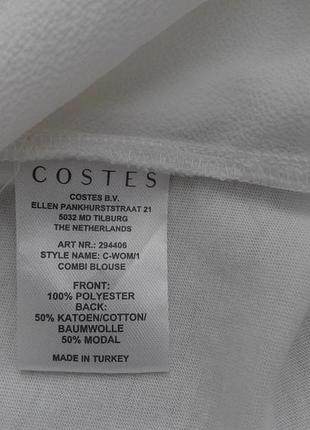 COSTES
COSTES B.V.
ELLEN PANKHURSTSTRAAT 21
5032 MD TILBURG
THE NETHERLANDS
ART NR.: 294406
STYLE NAME: C-WOM/1
COMBI BLOUSE
FRONT:
100% POLYESTER
BACK:
50% KATOEN/COTTON/
BAUMWOLLE
50% MODAL
MADE IN TURKEY